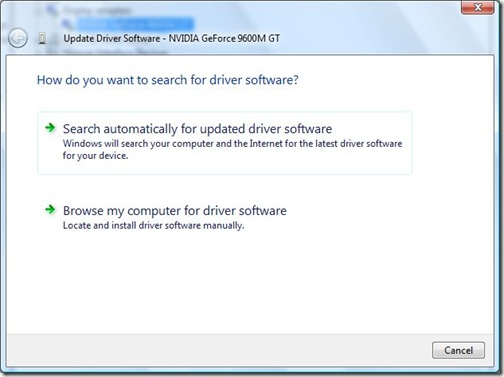 Update Driver Software - NVIDIA GeForce 9600M GT
How do you want to search for driver software?
Search automatically for updated driver software
Windows will search your computer and the Internet for the latest driver software
for your device.
Browse my computer for driver software
Locate and install driver software manually.
Cancel